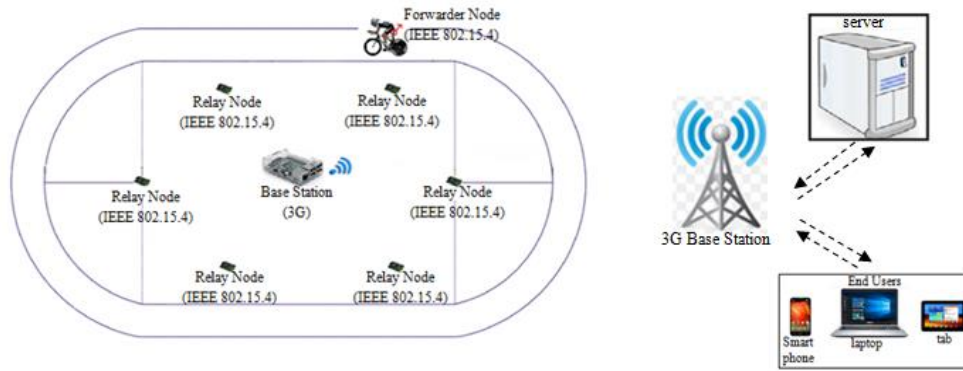 Forwarder Node
(IEEE 802.15.4)
Relay Node
(IEEE 802.15.4)
Relay Node
(IEEE 802.15.4)
Relay Node
(IEEE 802.15.4)
Base Station
(3G)
Relay Node
(IEEE 802.15.4)
Relay Node
(IEEE 802.15.4)
Relay Node
(IEEE 802.15.4)
server
3G Base Station
End Users
Smart
phone
laptop
tab